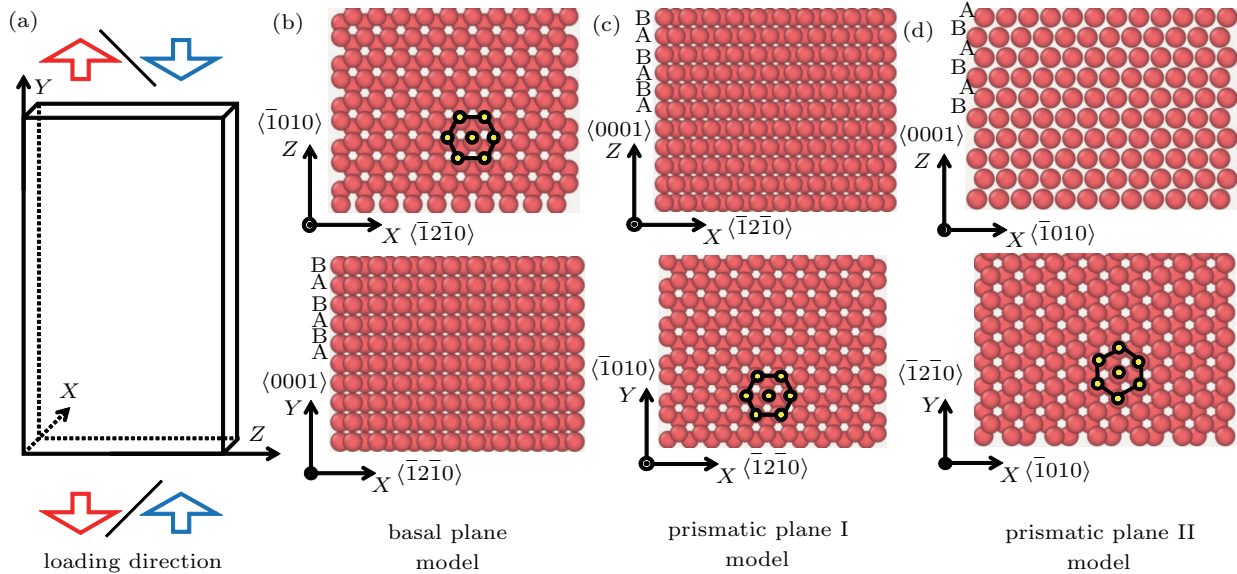 (a)
Y
X
Z
loading direction
(b)
⟨1̅010⟩
Z
X ⟨1̅21̅0⟩
B
A
B
A
B
A
⟨0001⟩
Y
X ⟨1̅21̅0⟩
basal plane
model
(c)
B
A
B
A
B
A
⟨0001⟩
Z
X ⟨1̅21̅0⟩
⟨1̅010⟩
Y
X ⟨1̅21̅0⟩
prismatic plane I
model
(d)
A
B
A
B
A
B
⟨0001⟩
Z
X ⟨1̅010⟩
⟨1̅21̅0⟩
Y
X ⟨1̅010⟩
prismatic plane II
model